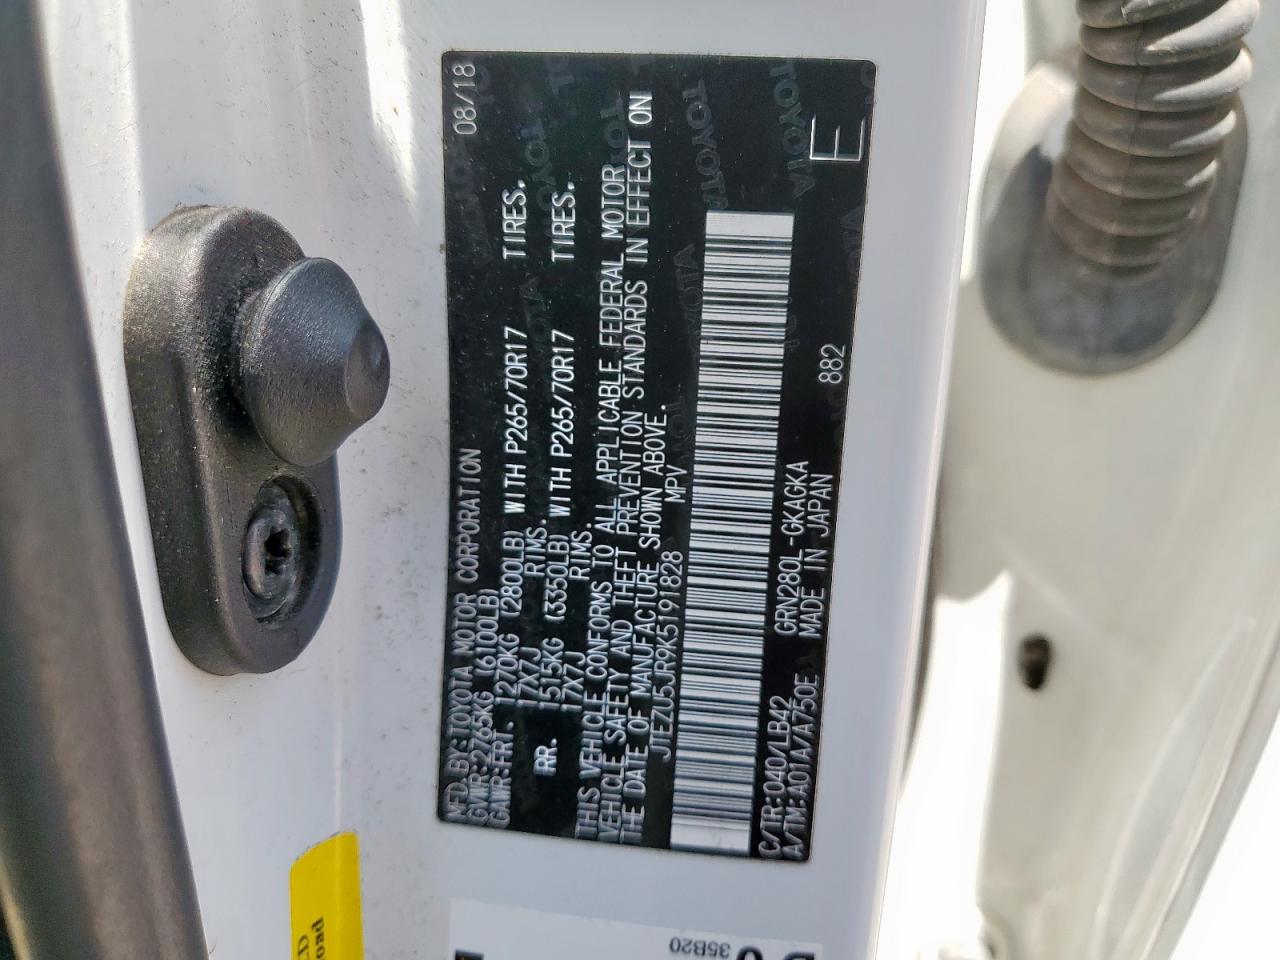 MFD. BY: TOYOTA MOTOR CORPORATION 08/18
GVWR:2765KG (6100LB)
GAWR:FRT. 1270KG (2800LB) WITH P265/70R17 TIRES.
17X7J RIMS.
RR. 1515KG (3350LB) WITH P265/70R17 TIRES.
17X7J RIMS.
THIS VEHICLE CONFORMS TO ALL APPLICABLE FEDERAL MOTOR
VEHICLE SAFETY AND THEFT PREVENTION STANDARDS IN EFFECT ON
THE DATE OF MANUFACTURE SHOWN ABOVE.
JTEZU5JR9K5191828 MPV
C/TR:040/LB42 GRN280L -GKAGKA 882
A/TM:A01A/A750E MADE IN JAPAN
E
35B20
oad